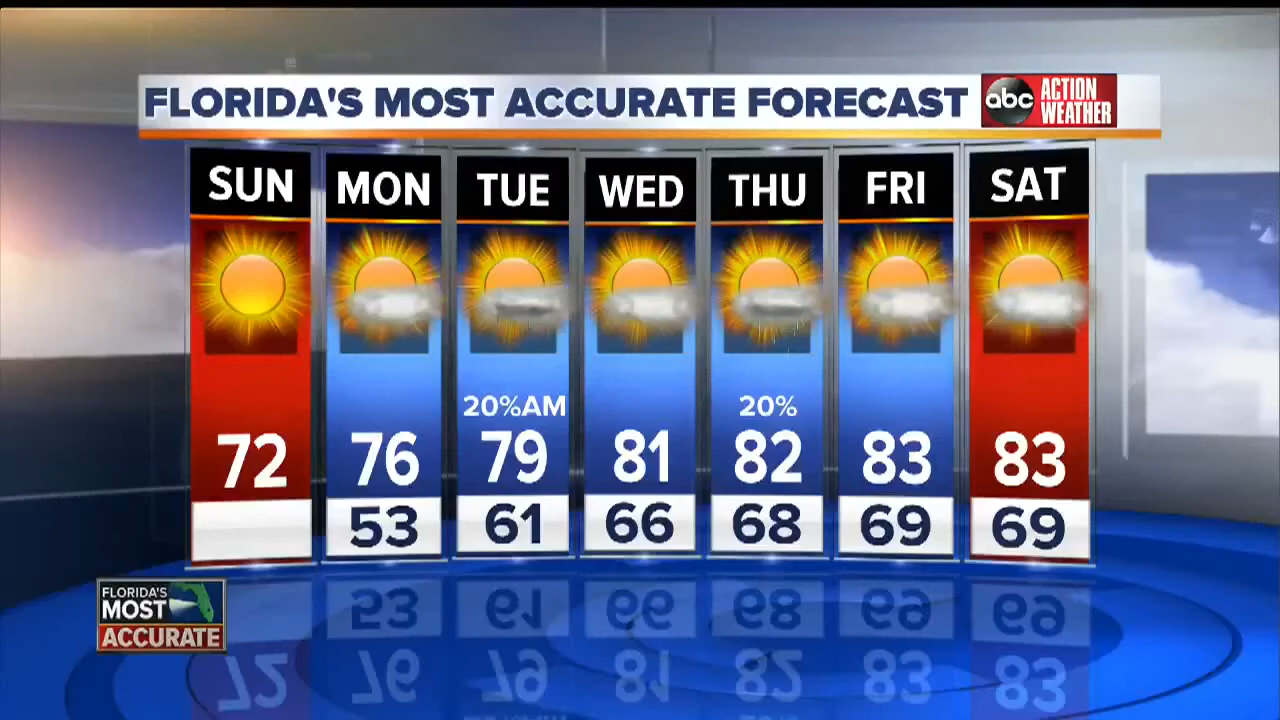 FLORIDA'S MOST ACCURATE FORECAST
abc ACTION WEATHER
SUN MON TUE WED THU FRI SAT
20%AM 20%
72 76 79 81 82 83 83
53 61 66 68 69 69
FLORIDA'S
MOST
ACCURATE